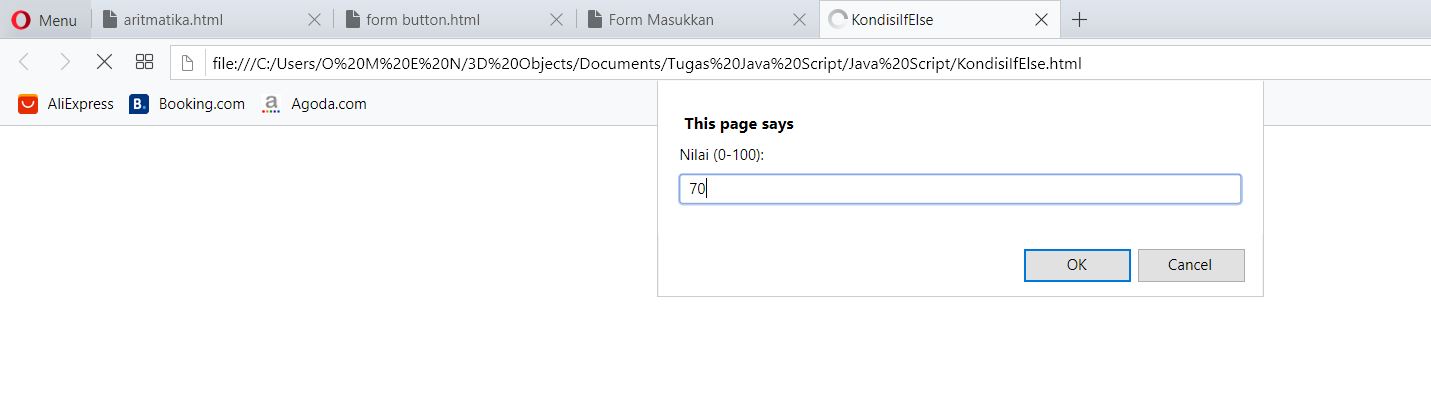 Menu aritmatika.html form button.html Form Masukkan KondisiIfElse
file:///C:/Users/O%20M%20E%20N/3D%20Objects/Documents/Tugas%20Java%20Script/Java%20Script/KondisiIfElse.html
AliExpress B. Booking.com a Agoda.com
This page says
Nilai (0-100):
70
OK Cancel